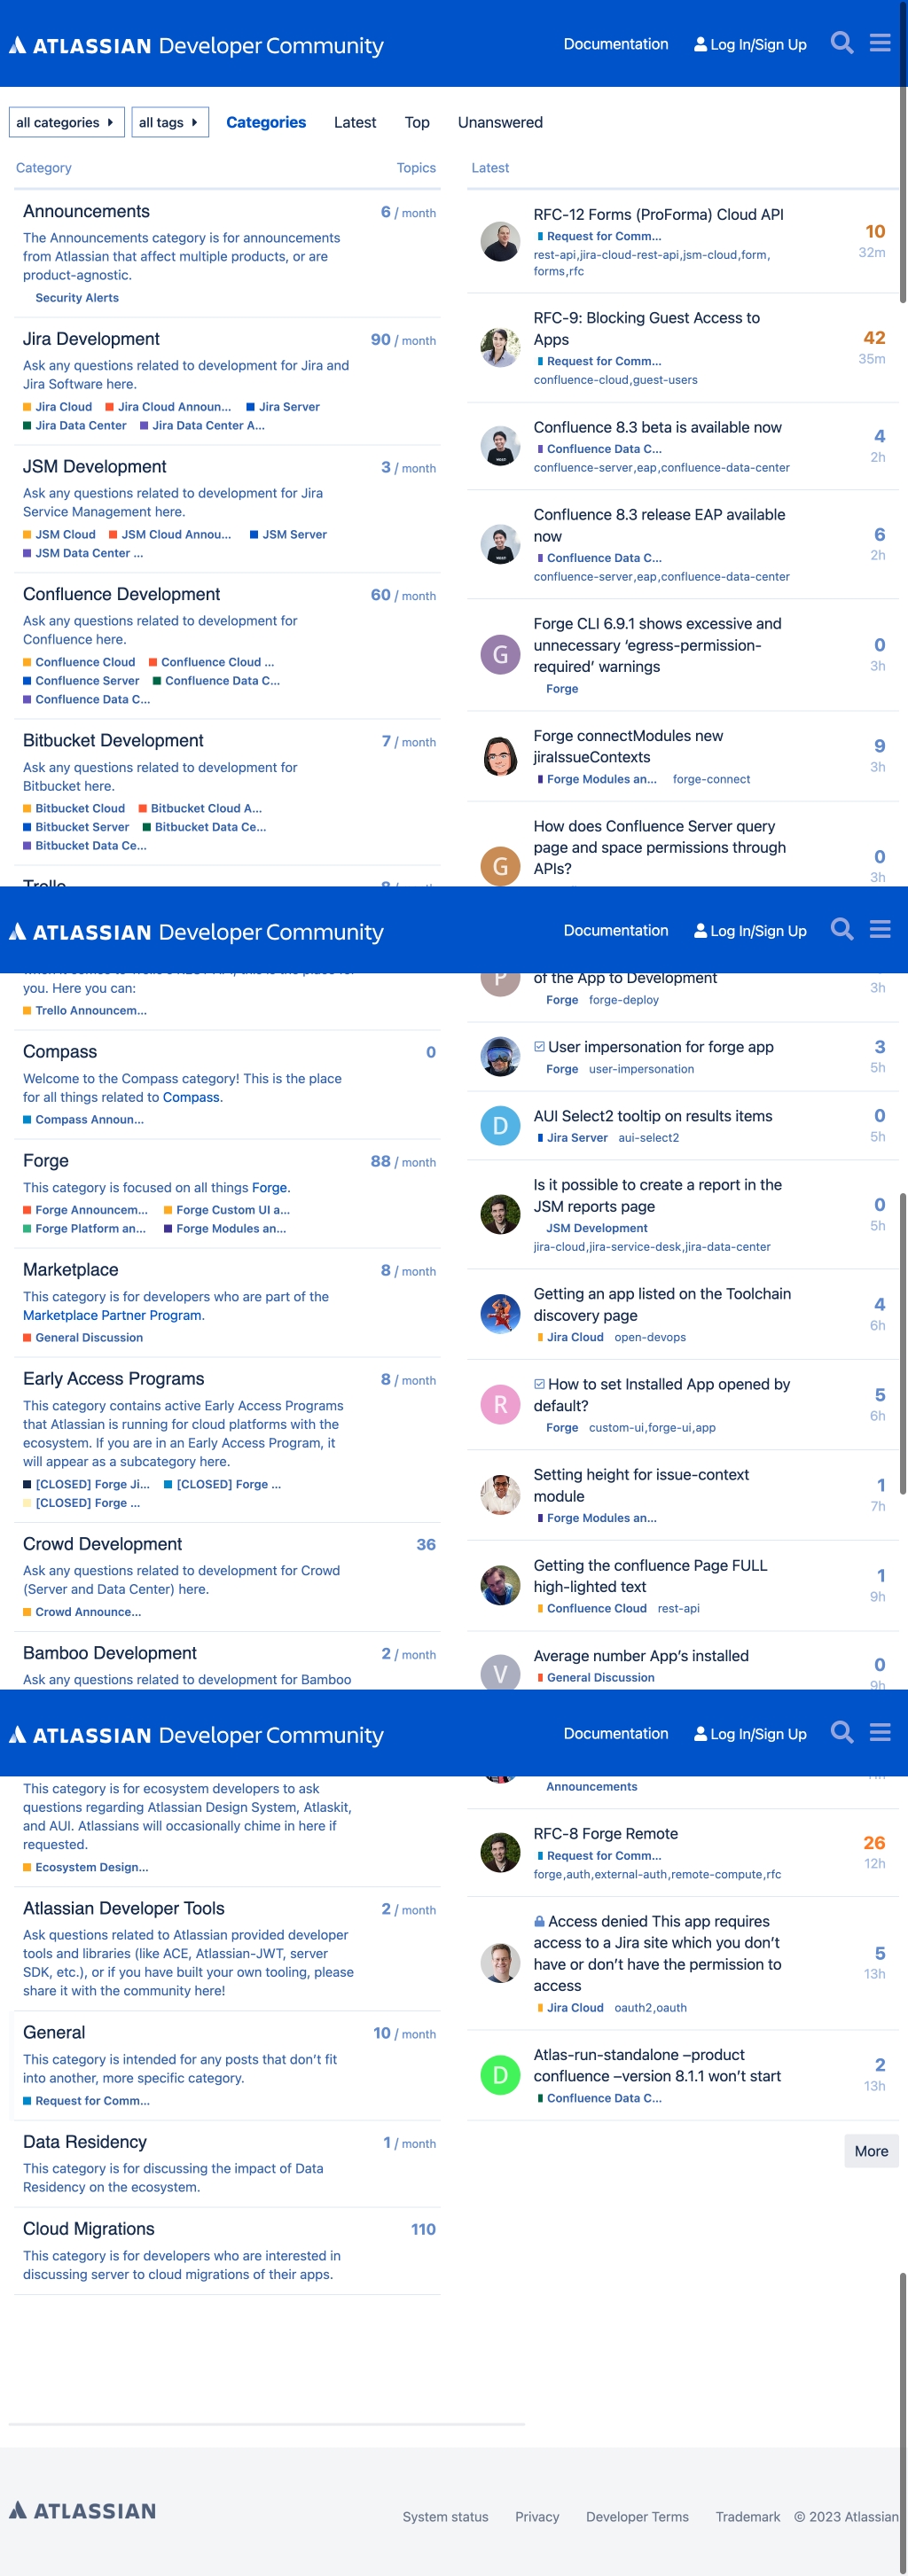 ATLASSIAN Developer Community
Documentation
Log In/Sign Up
all categories
all tags
Categories
Latest
Top
Unanswered
Category
Topics
Announcements
6 / month
The Announcements category is for announcements
from Atlassian that affect multiple products, or are
product-agnostic.
Security Alerts
Jira Development
90 / month
Ask any questions related to development for Jira and
Jira Software here.
Jira Cloud
Jira Cloud Announ...
Jira Server
Jira Data Center
Jira Data Center A...
JSM Development
3 / month
Ask any questions related to development for Jira
Service Management here.
JSM Cloud
JSM Cloud Annou...
JSM Server
JSM Data Center ...
Confluence Development
60 / month
Ask any questions related to development for
Confluence here.
Confluence Cloud
Confluence Cloud ...
Confluence Server
Confluence Data C...
Confluence Data C...
Bitbucket Development
7 / month
Ask any questions related to development for
Bitbucket here.
Bitbucket Cloud
Bitbucket Cloud A...
Bitbucket Server
Bitbucket Data Ce...
Bitbucket Data Ce...
Trello
Latest
RFC-12 Forms (ProForma) Cloud API
10
Request for Comm...
32m
rest-api,jira-cloud-rest-api,jsm-cloud,form,
forms,rfc
RFC-9: Blocking Guest Access to
Apps
42
Request for Comm...
35m
confluence-cloud,guest-users
Confluence 8.3 beta is available now
4
Confluence Data C...
2h
confluence-server,eap,confluence-data-center
Confluence 8.3 release EAP available
now
6
Confluence Data C...
2h
confluence-server,eap,confluence-data-center
G
Forge CLI 6.9.1 shows excessive and
unnecessary ‘egress-permission-
required’ warnings
0
3h
Forge
Forge connectModules new
jiraIssueContexts
9
3h
Forge Modules an...
forge-connect
G
How does Confluence Server query
page and space permissions through
APIs?
0
3h
ATLASSIAN Developer Community
Documentation
Log In/Sign Up
you. Here you can:
Trello Announcem...
Compass
0
Welcome to the Compass category! This is the place
for all things related to Compass.
Compass Announ...
Forge
88 / month
This category is focused on all things Forge.
Forge Announcem...
Forge Custom UI a...
Forge Platform an...
Forge Modules an...
Marketplace
8 / month
This category is for developers who are part of the
Marketplace Partner Program.
General Discussion
Early Access Programs
8 / month
This category contains active Early Access Programs
that Atlassian is running for cloud platforms with the
ecosystem. If you are in an Early Access Program, it
will appear as a subcategory here.
[CLOSED] Forge Ji...
[CLOSED] Forge ...
[CLOSED] Forge ...
Crowd Development
36
Ask any questions related to development for Crowd
(Server and Data Center) here.
Crowd Announce...
Bamboo Development
2 / month
Ask any questions related to development for Bamboo
P
of the App to Development
3h
Forge
forge-deploy
User impersonation for forge app
3
Forge
user-impersonation
5h
D
AUI Select2 tooltip on results items
0
Jira Server
aui-select2
5h
Is it possible to create a report in the
JSM reports page
0
JSM Development
5h
jira-cloud,jira-service-desk,jira-data-center
Getting an app listed on the Toolchain
discovery page
4
6h
Jira Cloud
open-devops
R
How to set Installed App opened by
default?
5
6h
Forge
custom-ui,forge-ui,app
Setting height for issue-context
module
1
7h
Forge Modules an...
Getting the confluence Page FULL
high-lighted text
1
9h
Confluence Cloud
rest-api
V
Average number App’s installed
0
General Discussion
9h
ATLASSIAN Developer Community
Documentation
Log In/Sign Up
This category is for ecosystem developers to ask
questions regarding Atlassian Design System, Atlaskit,
and AUI. Atlassians will occasionally chime in here if
requested.
Ecosystem Design...
Atlassian Developer Tools
2 / month
Ask questions related to Atlassian provided developer
tools and libraries (like ACE, Atlassian-JWT, server
SDK, etc.), or if you have built your own tooling, please
share it with the community here!
General
10 / month
This category is intended for any posts that don’t fit
into another, more specific category.
Request for Comm...
Data Residency
1 / month
This category is for discussing the impact of Data
Residency on the ecosystem.
Cloud Migrations
110
This category is for developers who are interested in
discussing server to cloud migrations of their apps.
Announcements
RFC-8 Forge Remote
26
Request for Comm...
12h
forge,auth,external-auth,remote-compute,rfc
Access denied This app requires
access to a Jira site which you don’t
have or don’t have the permission to
access
5
13h
Jira Cloud
oauth2,oauth
D
Atlas-run-standalone –product
confluence –version 8.1.1 won’t start
2
13h
Confluence Data C...
More
ATLASSIAN
System status
Privacy
Developer Terms
Trademark
© 2023 Atlassian